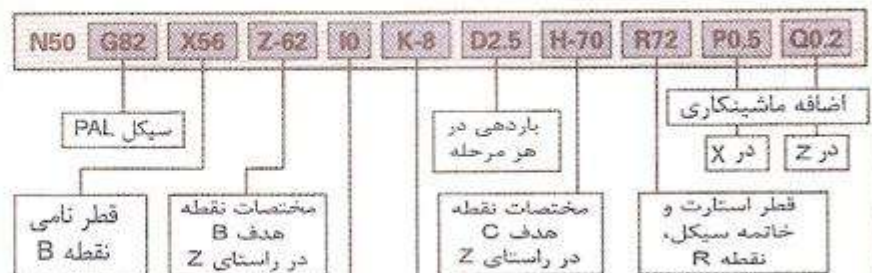 N50 G82 X56 Z-62 I0 K-8 D2.5 H-70 R72 P0.5 Q0.2
سیکل PAL
باردهی در
هر مرحله
اضافه ماشینکاری
در X
در Z
قطر نامی
نقطه B
مختصات نقطه
هدف B
در راستای Z
مختصات نقطه
هدف C
در راستای Z
قطر استارت و
خاتمه سیکل،
نقطه R